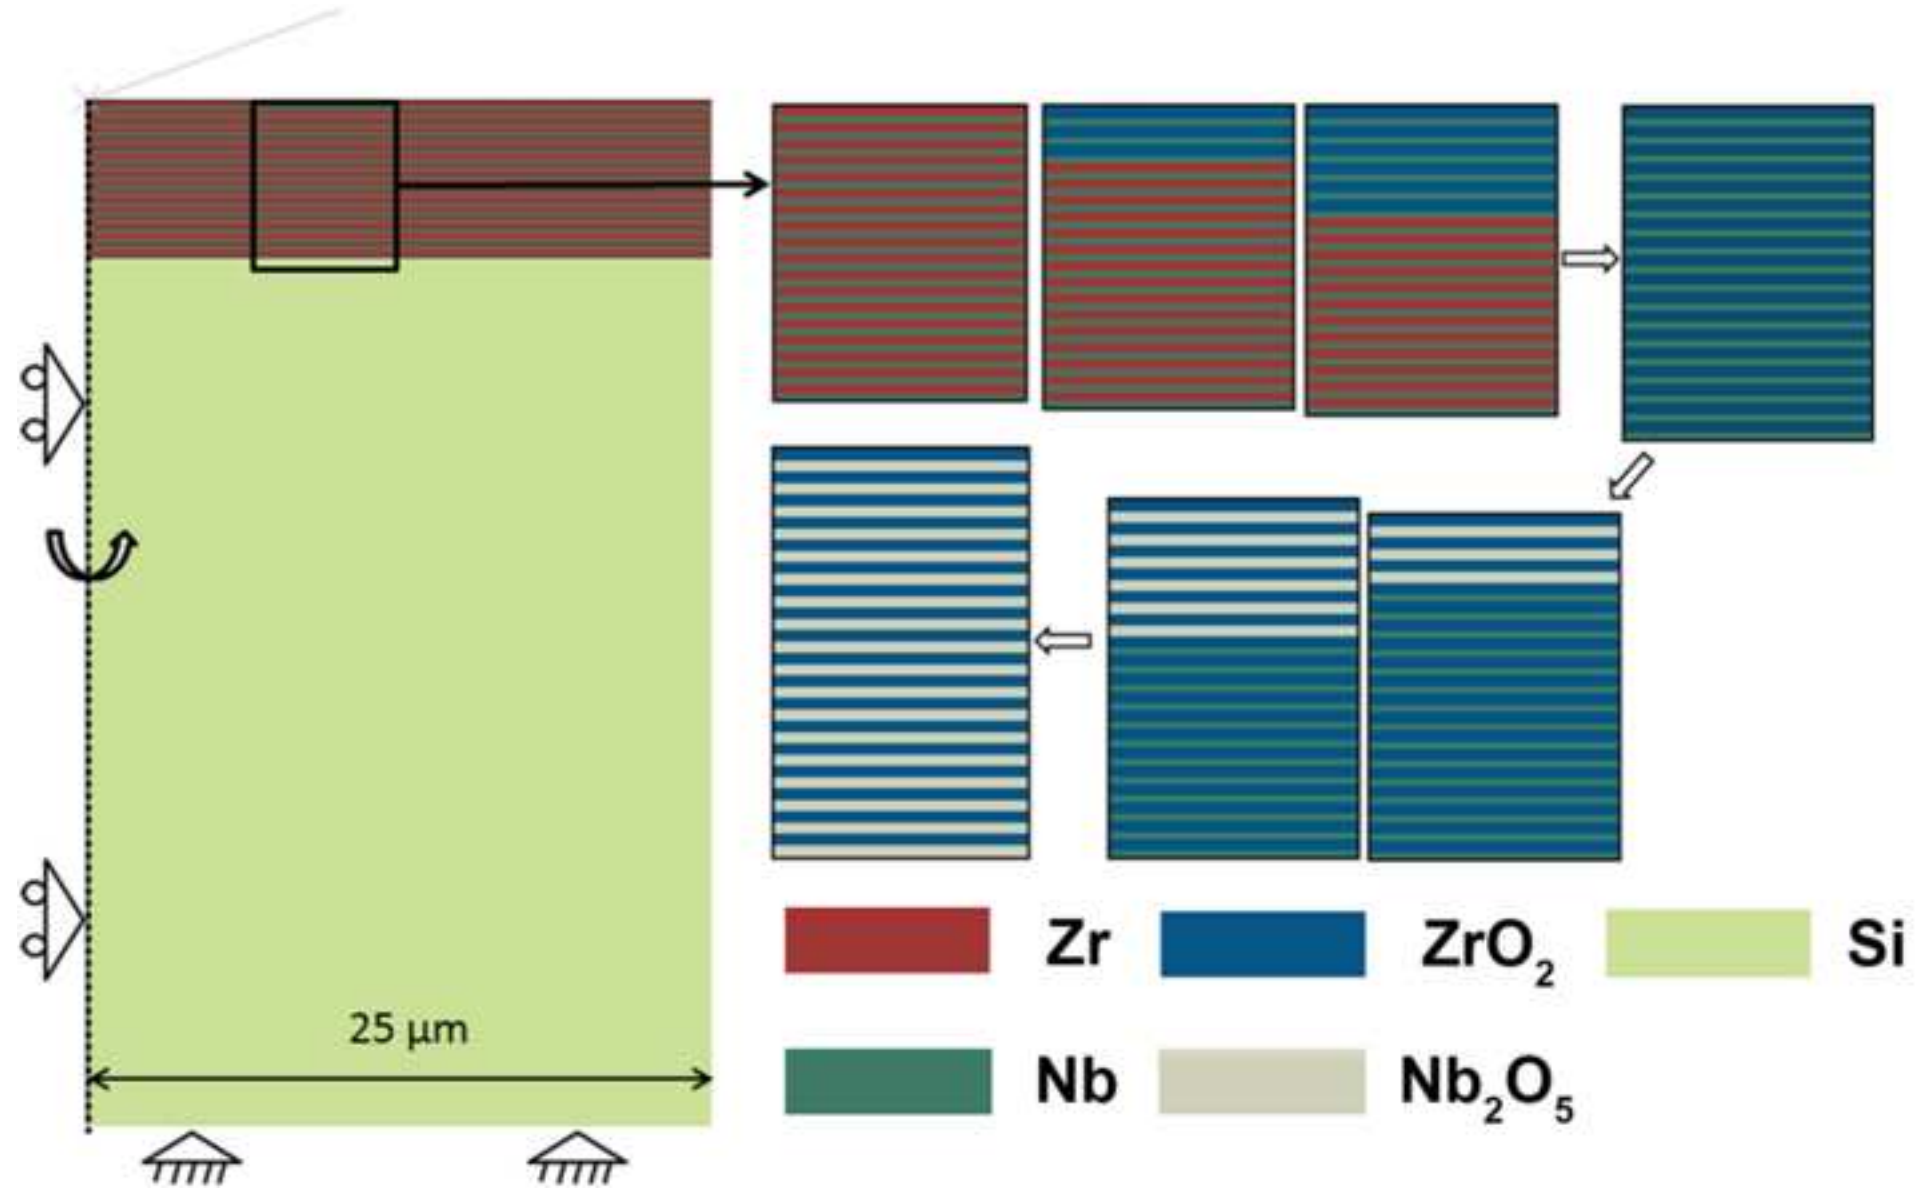 25 μm
Zr
ZrO₂
Si
Nb
Nb₂O₅